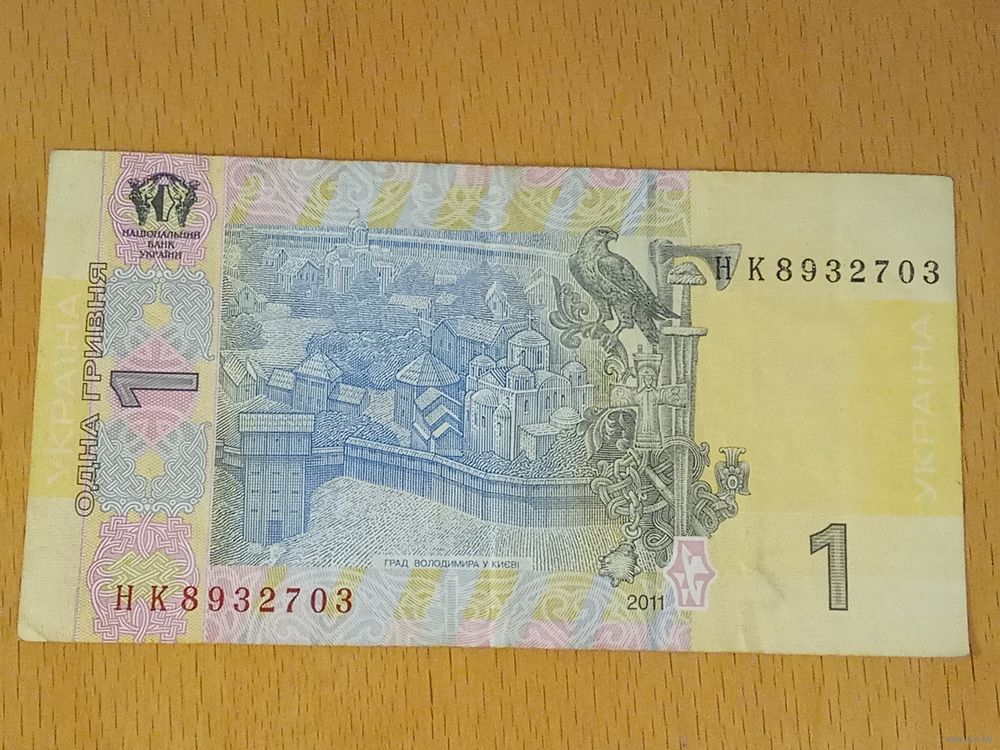 НАЦІОНАЛЬНИЙ
БАНК
УКРАЇНИ
ОДНА ГРИВНЯ
1
УКРАЇНА
НК8932703
НК8932703
ГРАД ВОЛОДИМИРА У КИЄВІ
2011
УКРАЇНА
1